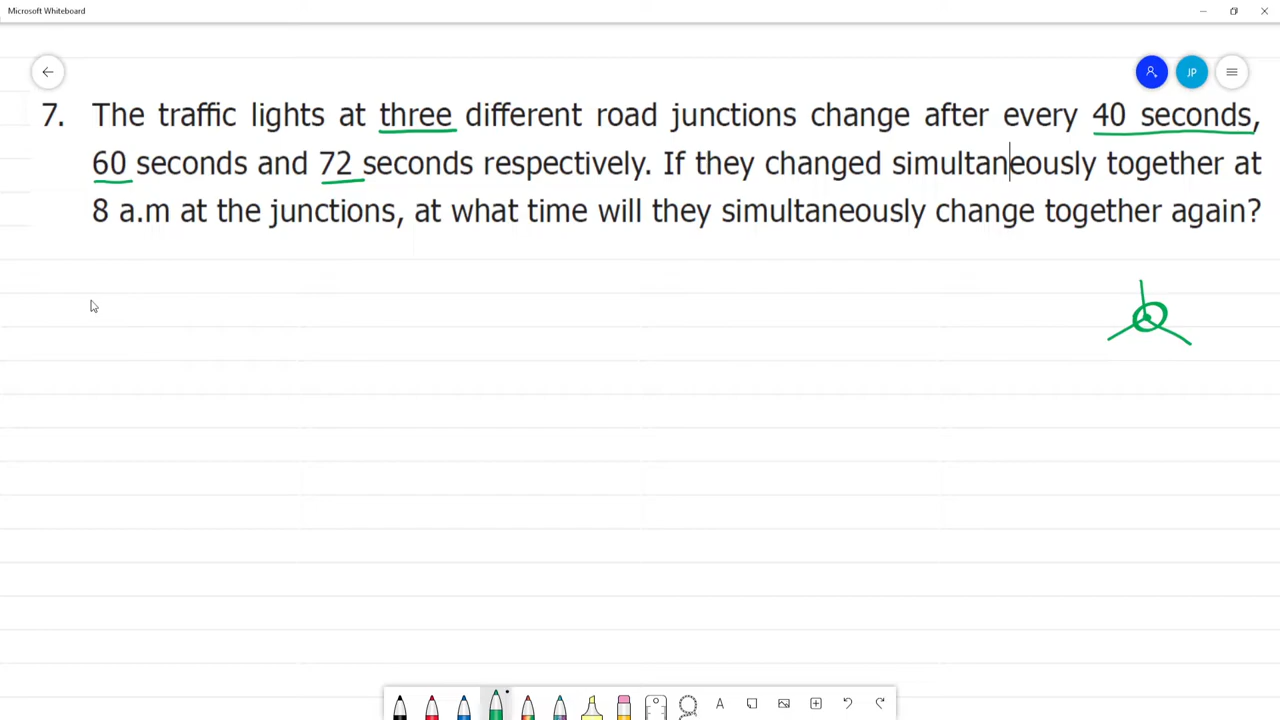 Microsoft Whiteboard
JP
7. The traffic lights at three different road junctions change after every 40 seconds,
60 seconds and 72 seconds respectively. If they changed simultaneously together at
8 a.m at the junctions, at what time will they simultaneously change together again?
A